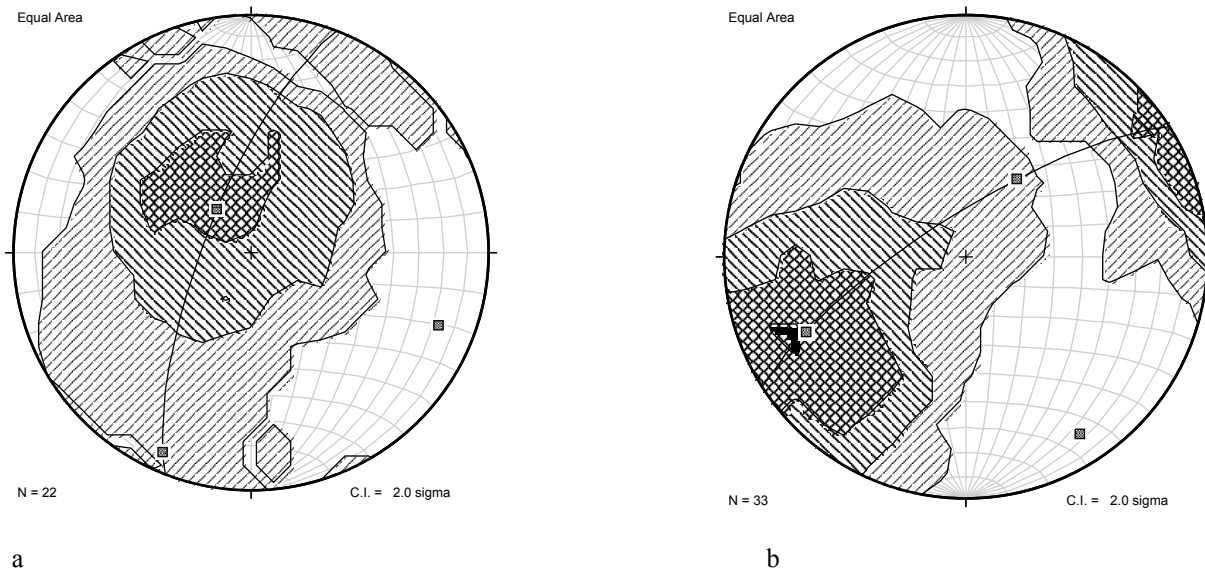 Equal Area
N = 22
C.I. = 2.0 sigma
a
Equal Area
N = 33
C.I. = 2.0 sigma
b